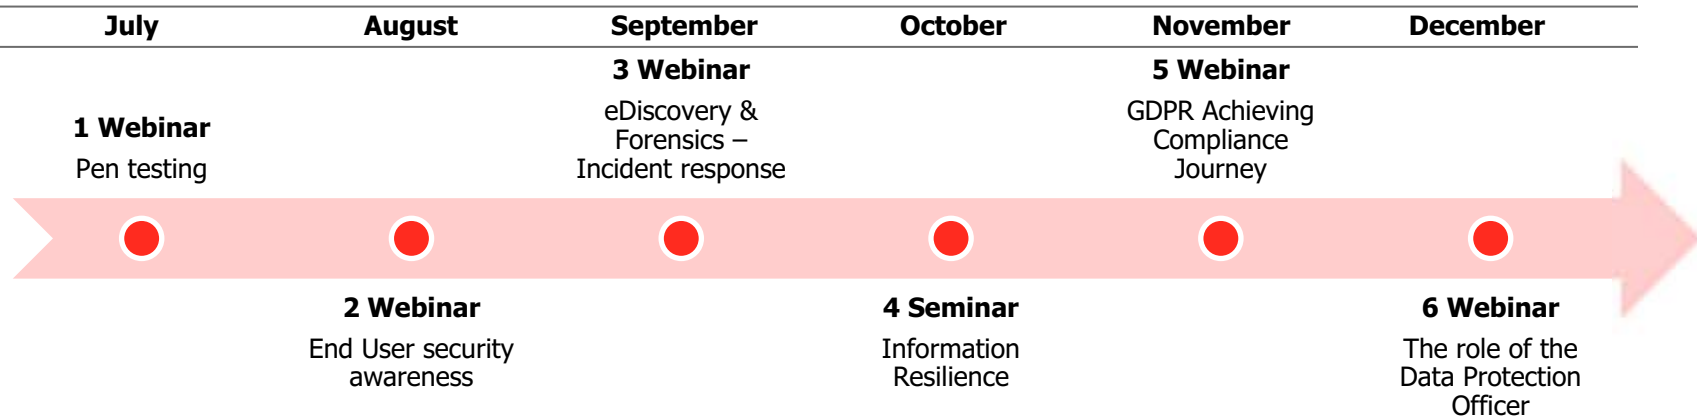 July
August
September
October
November
December
1 Webinar
Pen testing
2 Webinar
End User security
awareness
3 Webinar
eDiscovery &
Forensics –
Incident response
4 Seminar
Information
Resilience
5 Webinar
GDPR Achieving
Compliance
Journey
6 Webinar
The role of the
Data Protection
Officer